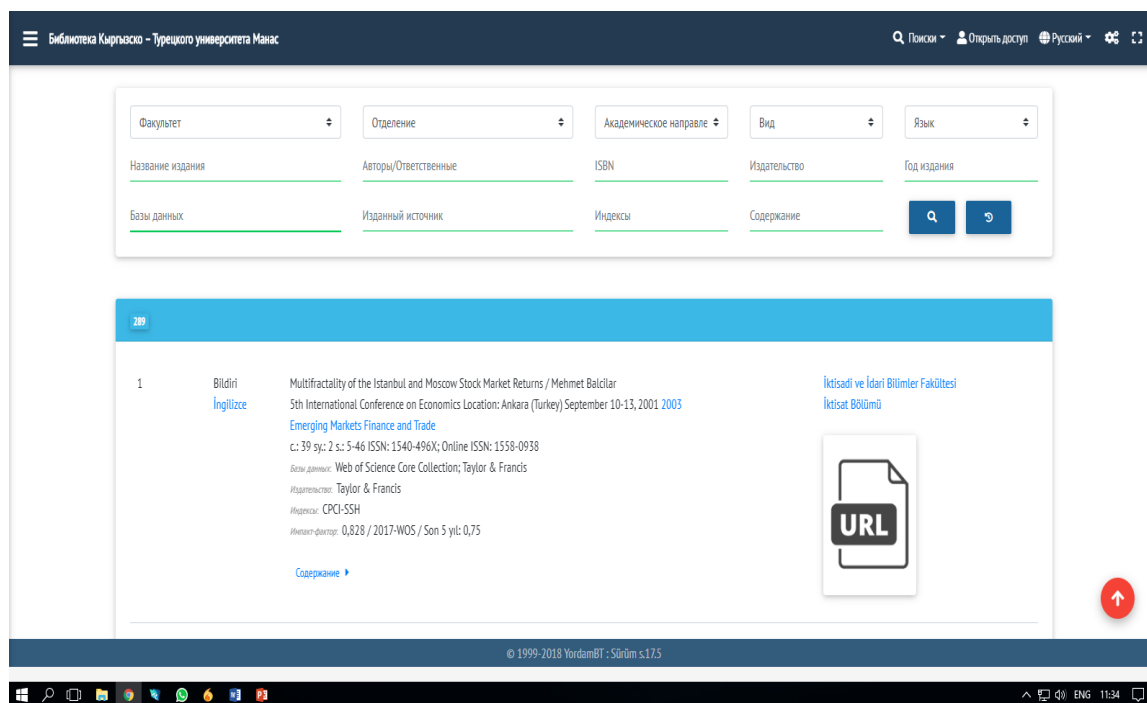 Библиотека Кыргызско – Турецкого университета Манас
Поиски
Открыть доступ
Русский
Факультет
Отделение
Академическое направле
Вид
Язык
Название издания
Авторы/Ответственные
ISBN
Издательство
Год издания
Базы данных
Изданный источник
Индексы
Содержание
289
1
Bildiri
İngilizce
Multifractality of the Istanbul and Moscow Stock Market Returns / Mehmet Balcilar
5th International Conference on Economics Location: Ankara (Turkey) September 10-13, 2001 2003
Emerging Markets Finance and Trade
c.: 39 sy.: 2 s.: 5-46 ISSN: 1540-496X; Online ISSN: 1558-0938
Базы данных: Web of Science Core Collection; Taylor & Francis
Издательство: Taylor & Francis
Индексы: CPCI-SSH
Импакт-фактор: 0,828 / 2017-WOS / Son 5 yıl: 0,75
Содержание
İktisadi ve İdari Bilimler Fakültesi
İktisat Bölümü
URL
© 1999-2018 YordamBT : Sürüm s.17.5
ENG 11:34